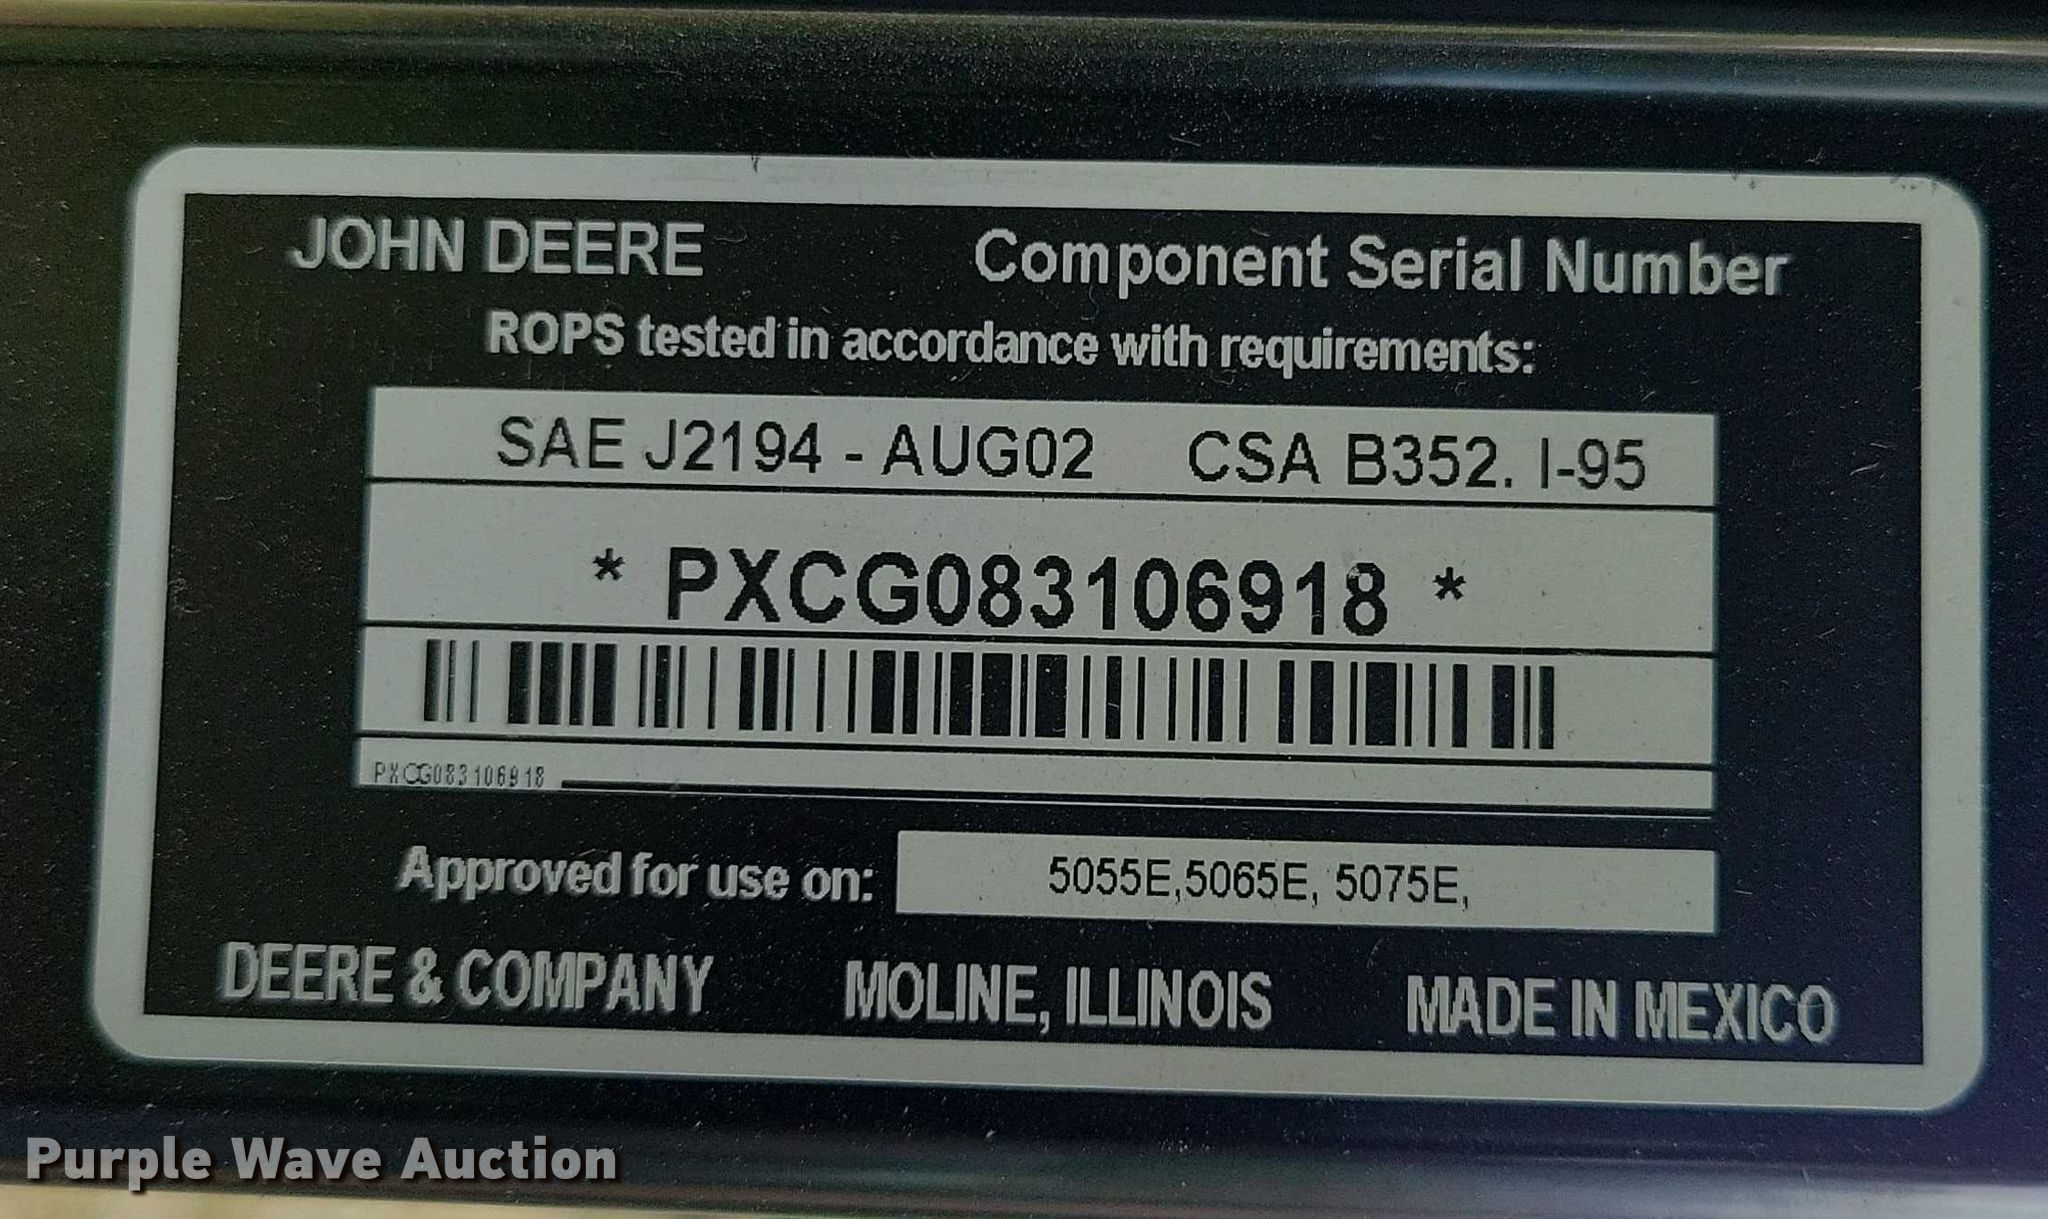 JOHN DEERE Component Serial Number
ROPS tested in accordance with requirements:
SAE J2194 - AUG02 CSA B352. I-95
* PXCG083106918 *
PXCG083106918
Approved for use on: 5055E,5065E, 5075E,
DEERE & COMPANY MOLINE, ILLINOIS MADE IN MEXICO
Purple Wave Auction